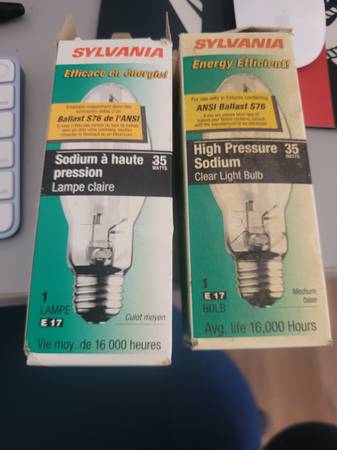 SYLVANIA
Efficace en énergie!
Ballast S76 de l'ANSI
Sodium à haute
pression
35
WATTS
Lampe claire
1
LAMPE
E 17
Culot moyen
Vie moy. de 16 000 heures
SYLVANIA
Energy Efficient!
For use only in fixtures containing
ANSI Ballast S76
High Pressure
Sodium
35
WATTS
Clear Light Bulb
1
E 17
BULB
Medium
base
Avg. life 16,000 Hours